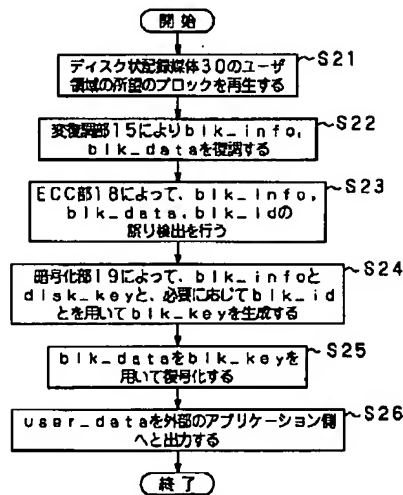 開始
ディスク状記録媒体30のユーザ
領域の所望のブロックを再生する
S21
変復調部15によりblk_info,
blk_dataを復調する
S22
ECC部18によって、blk_info,
blk_data,blk_idの
誤り検出を行う
S23
暗号化部19によって、blk_infoと
disk_keyと、必要に応じてblk_id
とを用いてblk_keyを生成する
S24
blk_dataをblk_keyを
用いて復号化する
S25
user_dataを外部のアプリケーション側
へと出力する
S26
終了